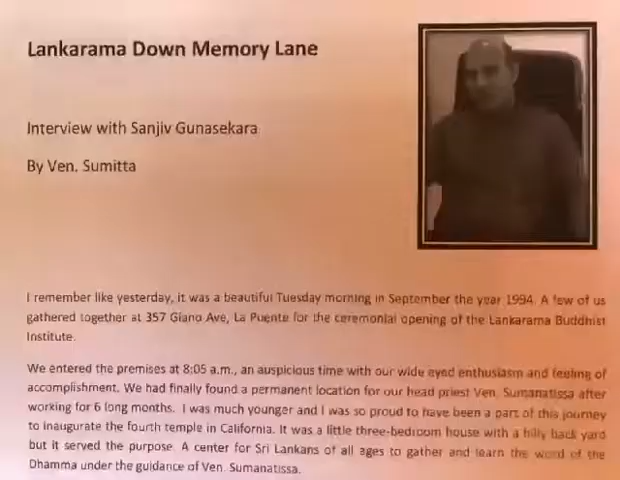 Lankarama Down Memory Lane
Interview with Sanjiv Gunasekara
By Ven. Sumitta
I remember like yesterday, it was a beautiful Tuesday morning in September the year 1994. A few of us
gathered together at 357 Giano Ave, La Puente for the ceremonial opening of the Lankarama Buddhist
Institute.
We entered the premises at 8:05 a.m., an auspicious time with our wide eyed enthusiasm and feeling of
accomplishment. We had finally found a permanent location for our head priest Ven. Sumanatissa after
working for 6 long months. I was much younger and I was so proud to have been a part of this journey
to inaugurate the fourth temple in California. It was a little three-bedroom house with a hilly back yard
but it served the purpose. A center for Sri Lankans of all ages to gather and learn the word of the
Dhamma under the guidance of Ven. Sumanatissa.